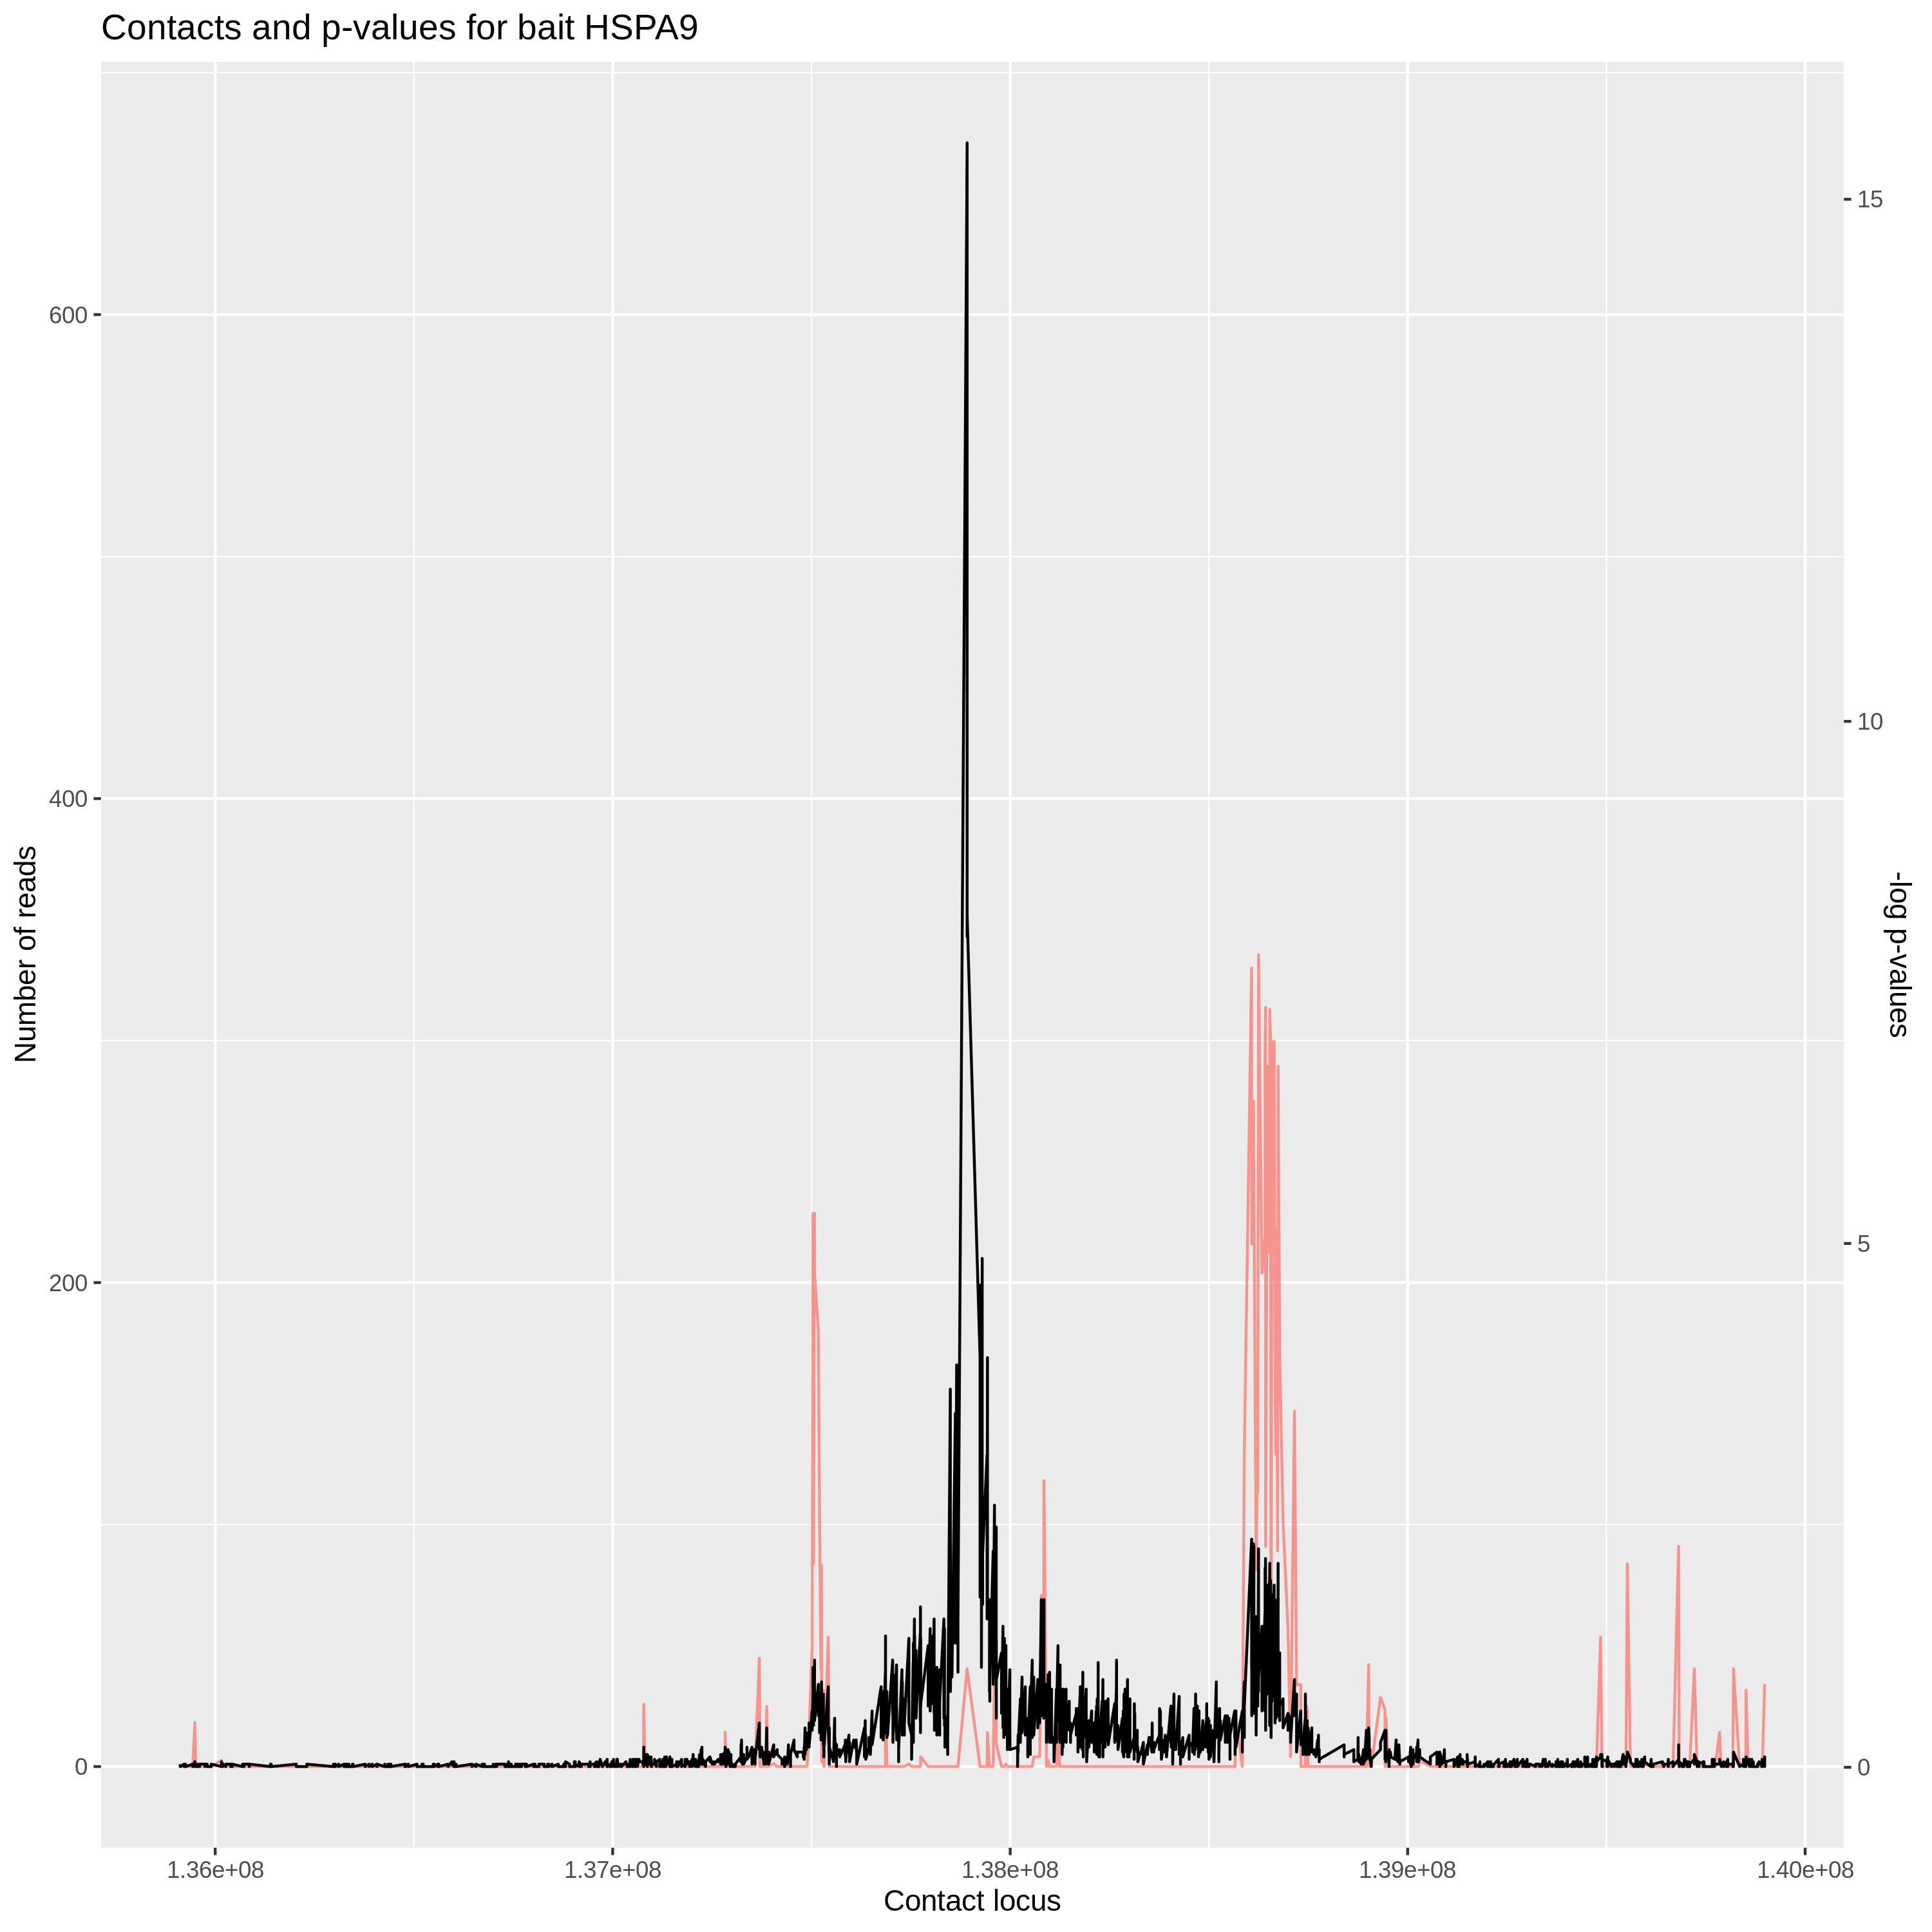 Contacts and p-values for bait HSPA9
Number of reads
600
400
200
0
15
10
5
0
-log p-values
1.36e+08
1.37e+08
1.38e+08
1.39e+08
1.40e+08
Contact locus